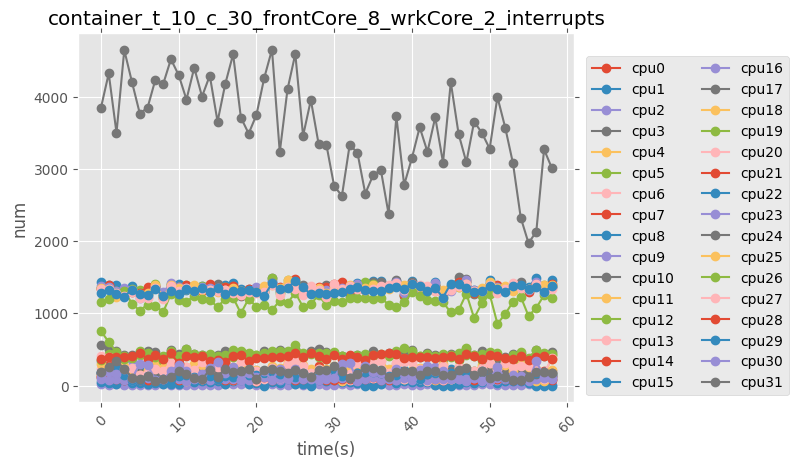 container_t_10_c_30_frontCore_8_wrkCore_2_interrupts
num
4000
3000
2000
1000
0
0
10
20
30
40
50
60
time(s)
cpu0
cpu1
cpu2
cpu3
cpu4
cpu5
cpu6
cpu7
cpu8
cpu9
cpu10
cpu11
cpu12
cpu13
cpu14
cpu15
cpu16
cpu17
cpu18
cpu19
cpu20
cpu21
cpu22
cpu23
cpu24
cpu25
cpu26
cpu27
cpu28
cpu29
cpu30
cpu31